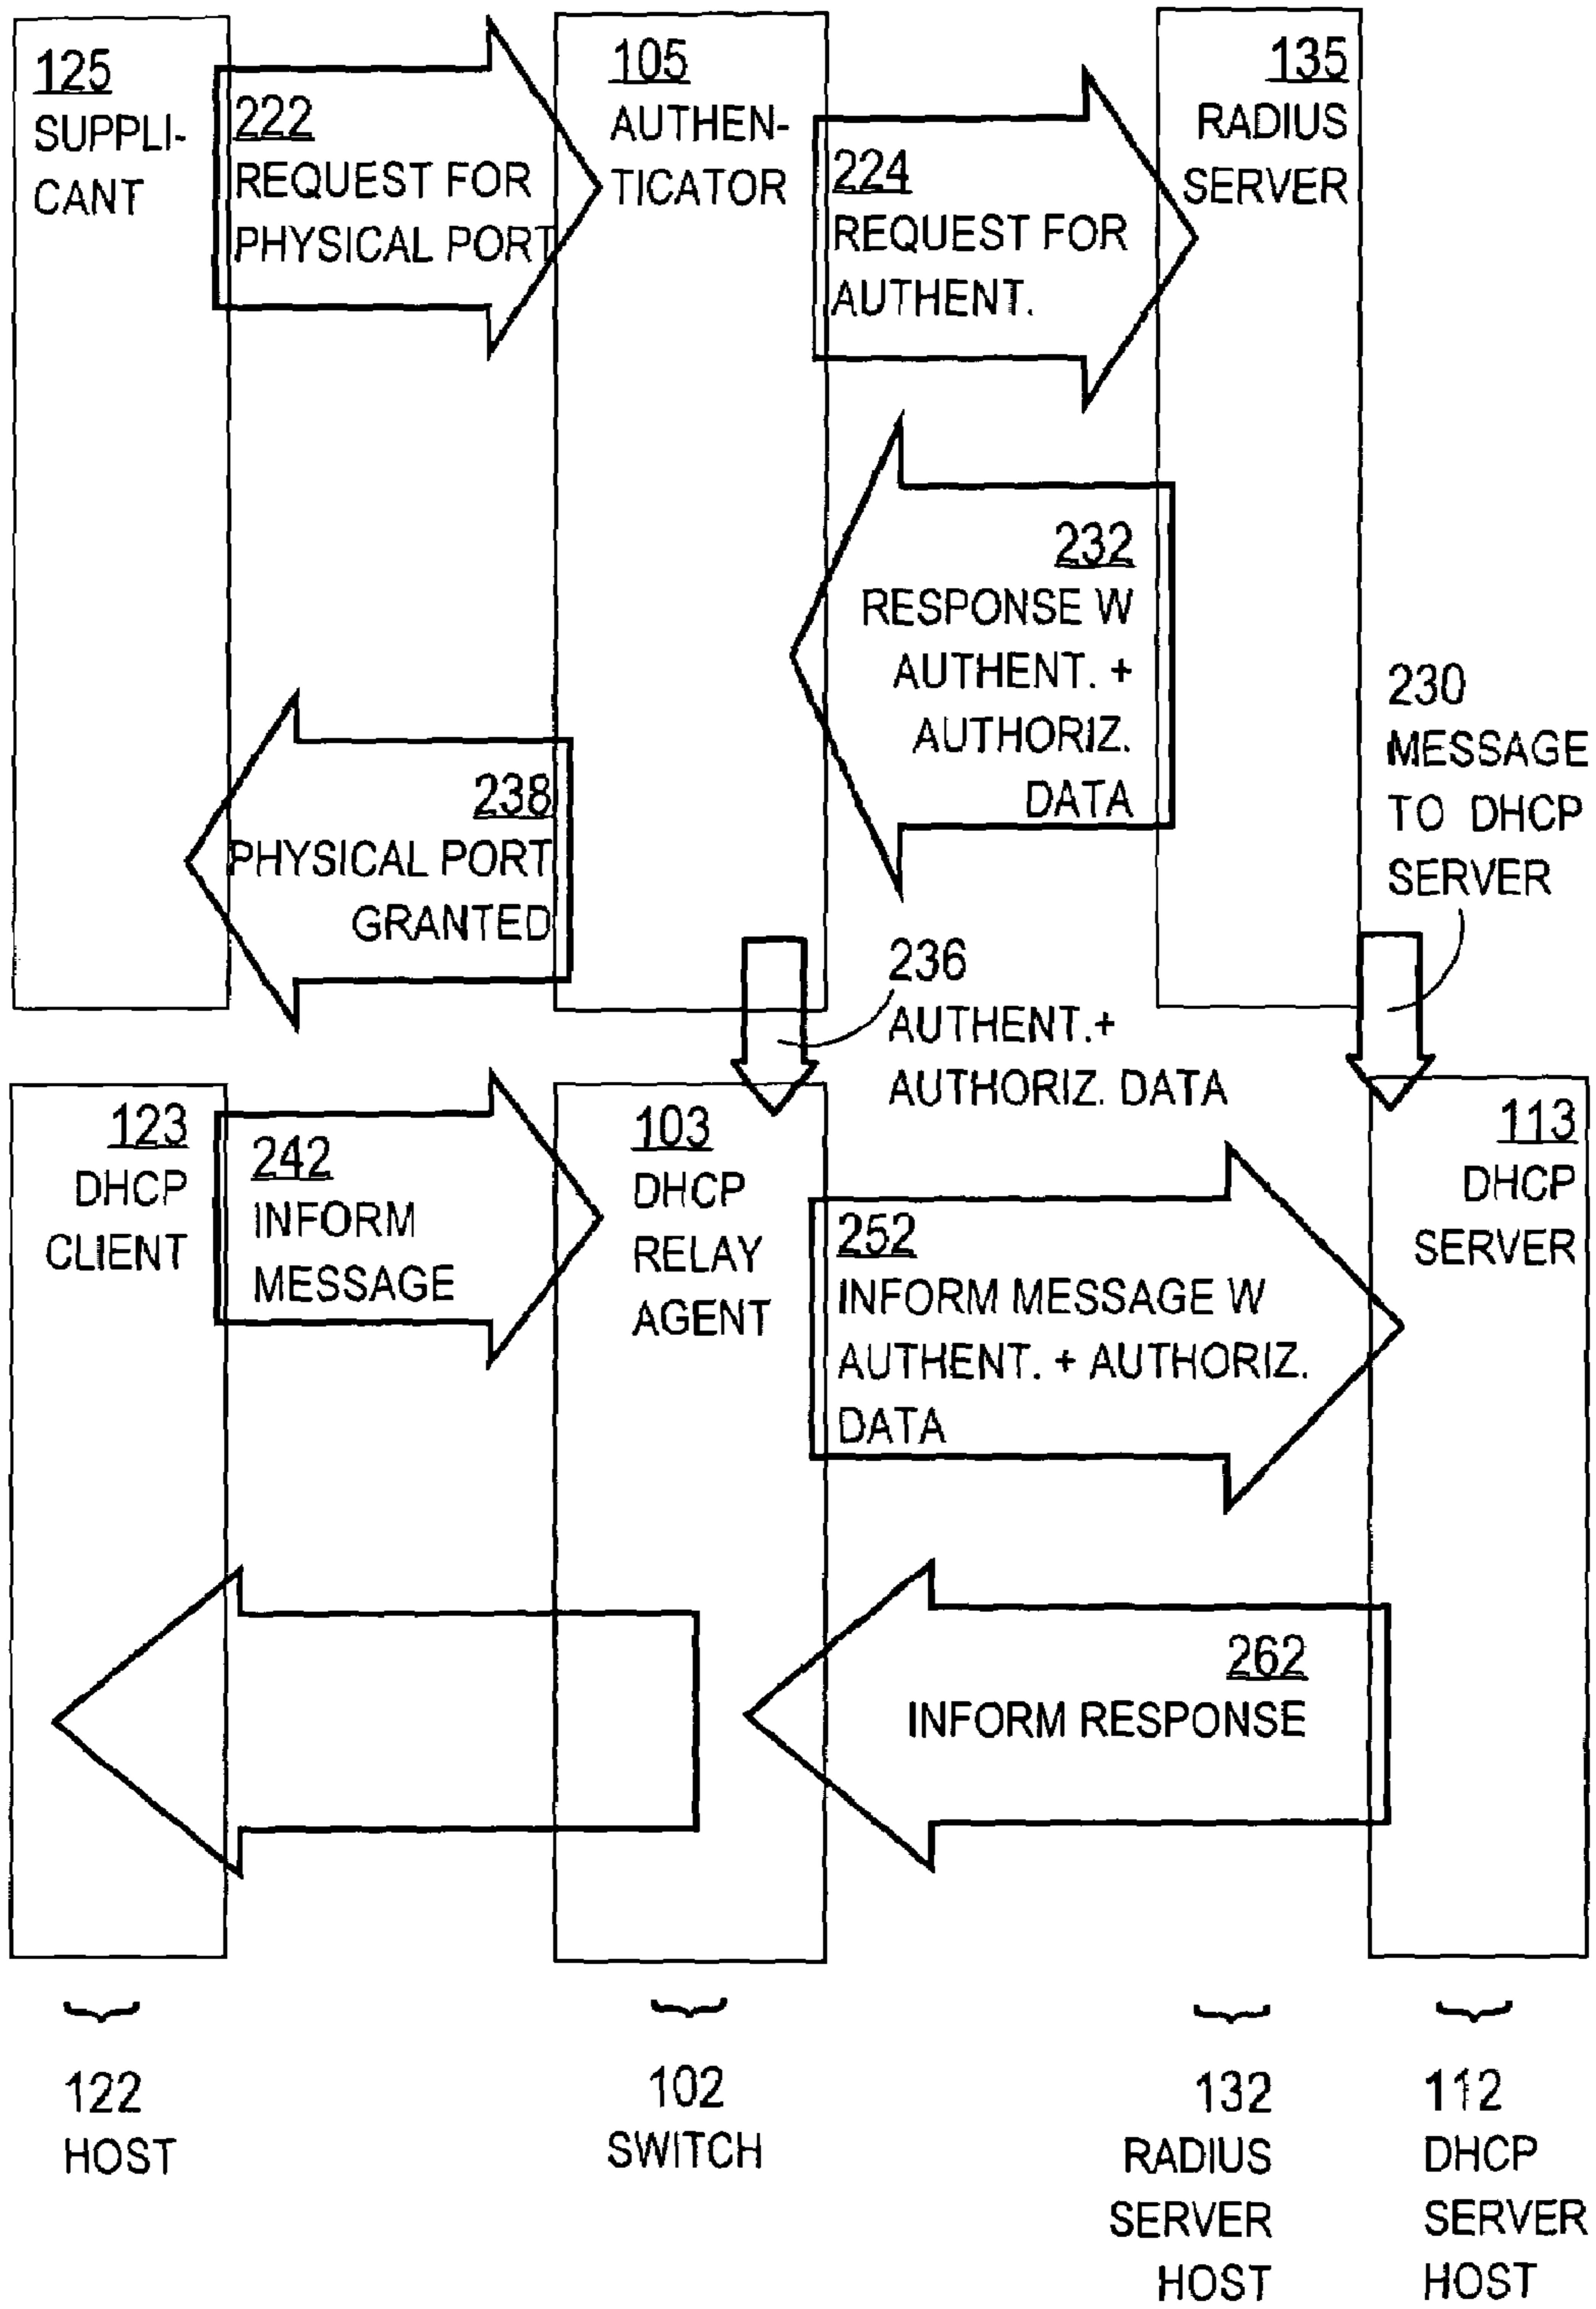 125
SUPPLI-
CANT
222
REQUEST FOR
PHYSICAL PORT
105
AUTHEN-
TICATOR
224
REQUEST FOR
AUTHENT.
135
RADIUS
SERVER
232
RESPONSE W
AUTHENT. +
AUTHORIZ.
DATA
230
MESSAGE
TO DHCP
SERVER
238
PHYSICAL PORT
GRANTED
236
AUTHENT.+
AUTHORIZ. DATA
123
DHCP
CLIENT
242
INFORM
MESSAGE
103
DHCP
RELAY
AGENT
252
INFORM MESSAGE W
AUTHENT. + AUTHORIZ.
DATA
113
DHCP
SERVER
262
INFORM RESPONSE
122
HOST
102
SWITCH
132
RADIUS
SERVER
HOST
112
DHCP
SERVER
HOST